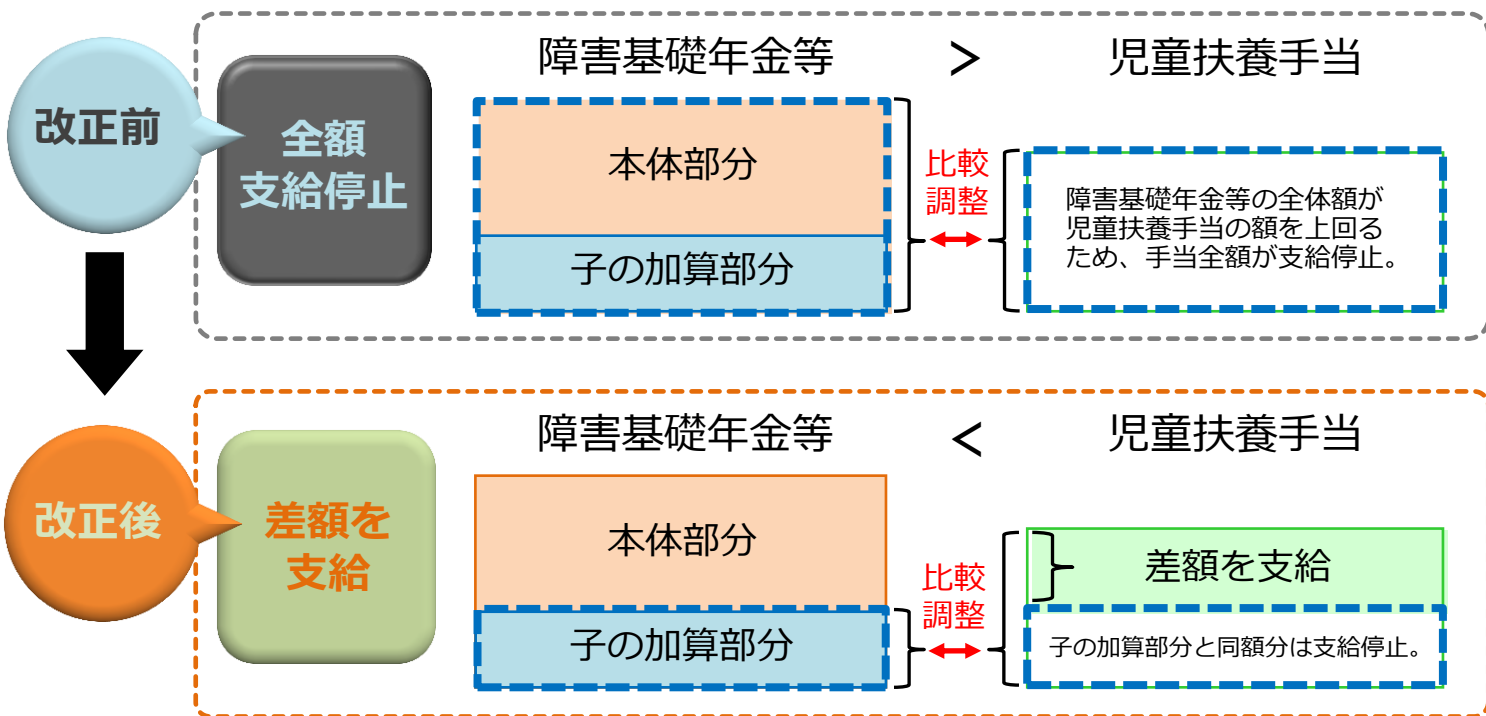 改正前
全額
支給停止
障害基礎年金等 > 児童扶養手当
本体部分
子の加算部分
比較
調整
障害基礎年金等の全体額が
児童扶養手当の額を上回る
ため、手当全額が支給停止。
改正後
差額を
支給
障害基礎年金等 < 児童扶養手当
本体部分
子の加算部分
比較
調整
差額を支給
子の加算部分と同額分は支給停止。